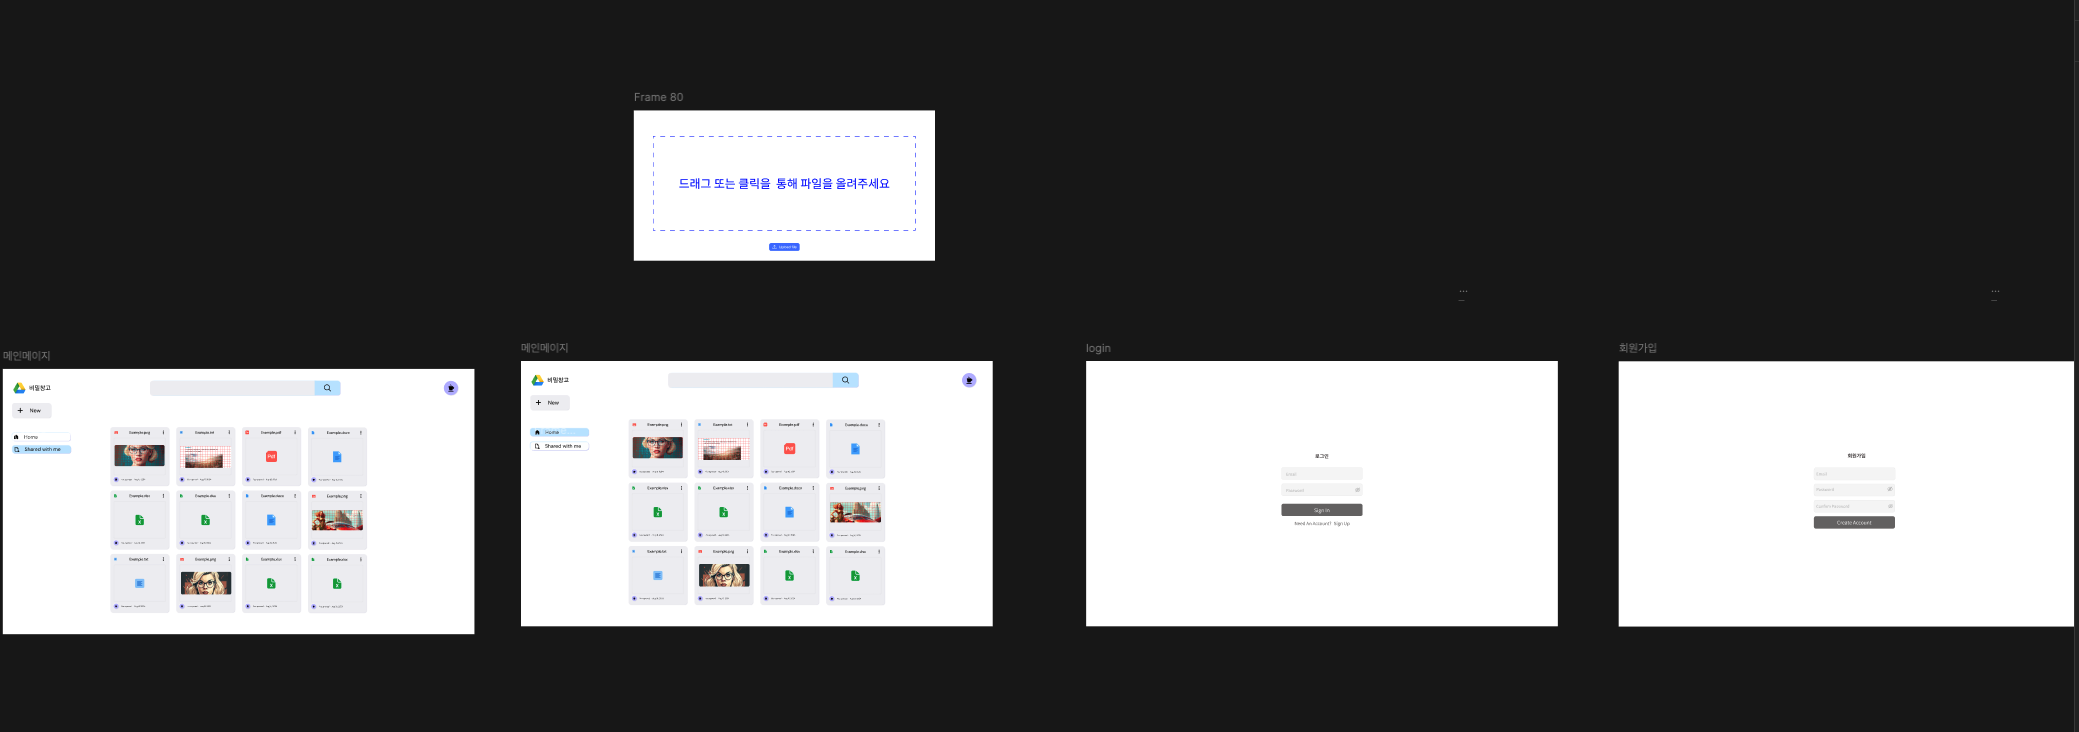 Frame 80
드래그 또는 클릭을 통해 파일을 올려주세요
Upload file
메인페이지
비밀창고
New
Home
Shared with me
Example.png
Example.txt
Example.pdf
Example.docx
Example.xlsx
Example.xlsx
Example.docx
Example.png
Example.txt
Example.png
Example.xlsx
Example.xlsx
메인페이지
비밀창고
New
Home
Shared with me
Example.png
Example.txt
Example.pdf
Example.docx
Example.xlsx
Example.xlsx
Example.docx
Example.png
Example.txt
Example.png
Example.xlsx
Example.xlsx
login
로그인
Email
Password
Sign In
Need An Account? Sign Up
회원가입
회원가입
Email
Password
Confirm Password
Create Account